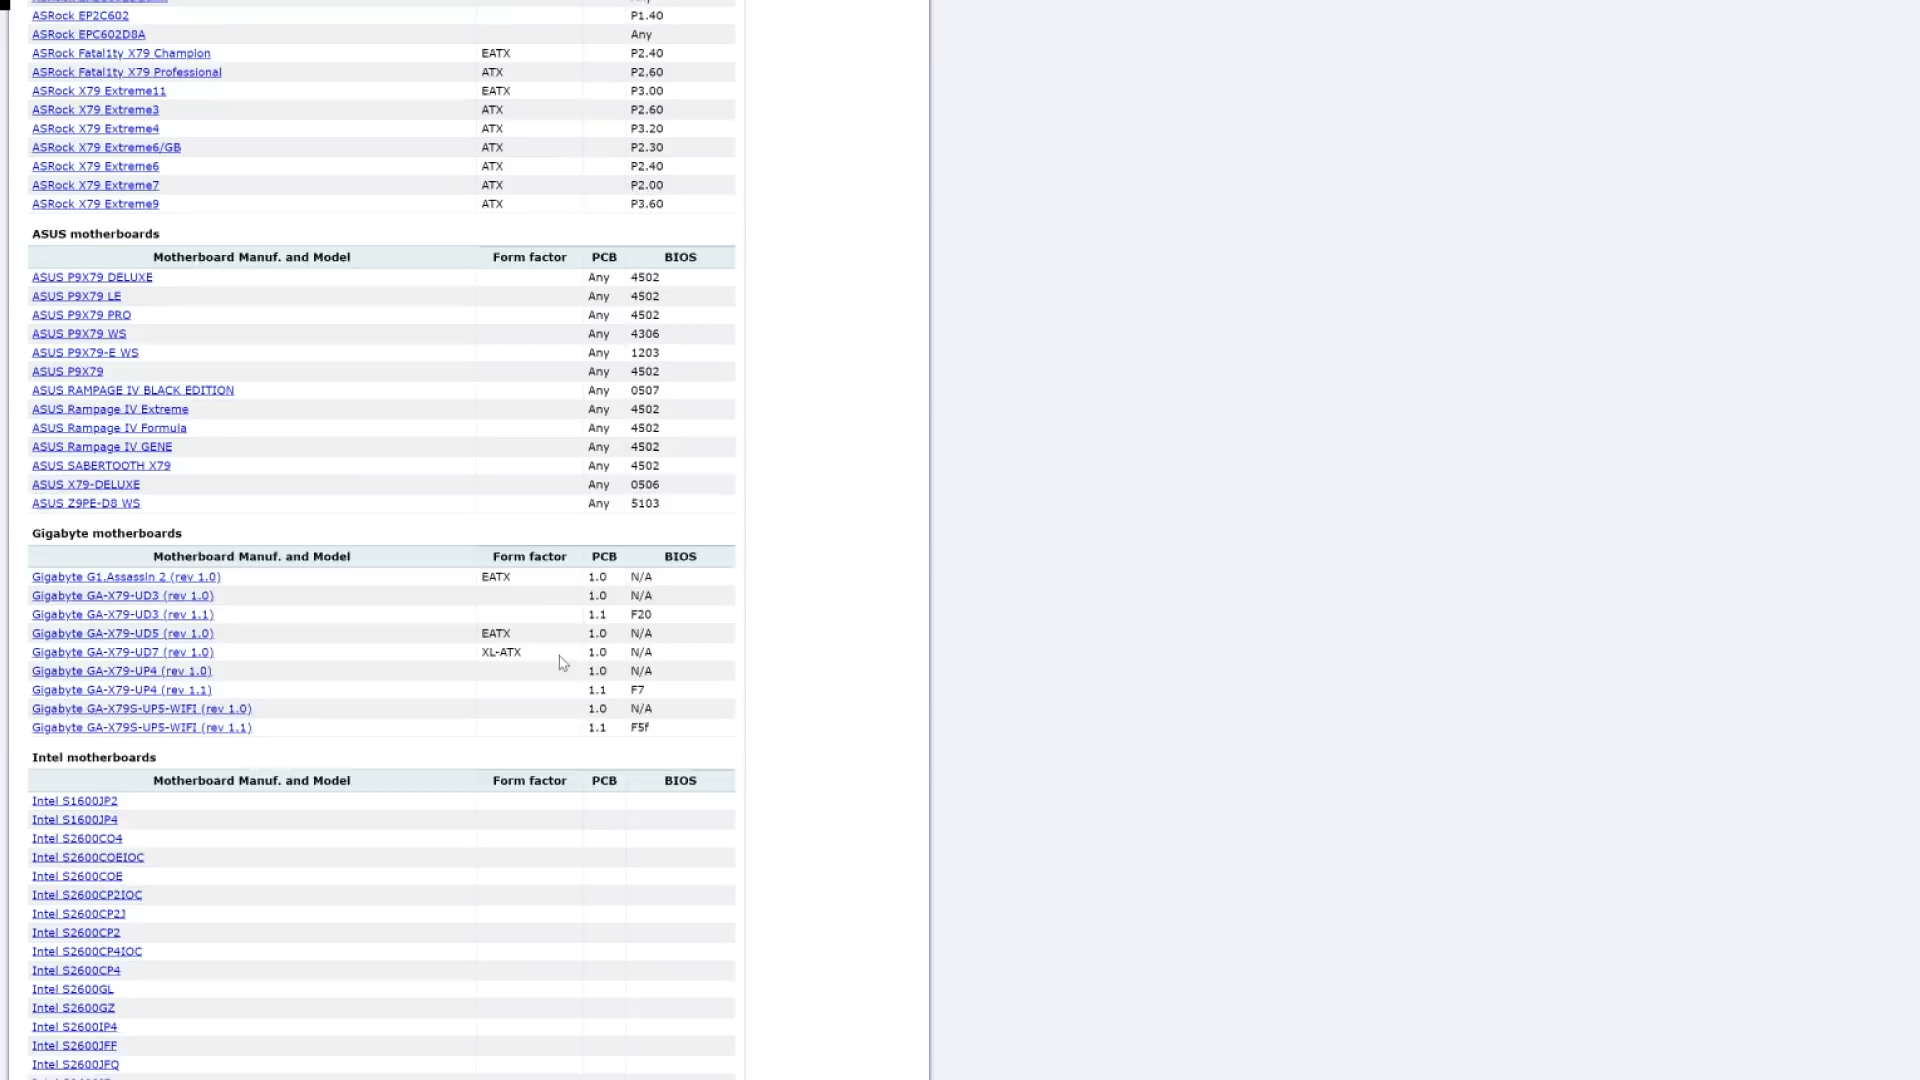 ASRock EP2C602 P1.40
ASRock EPC602D8A Any
ASRock Fatal1ty X79 Champion EATX P2.40
ASRock Fatal1ty X79 Professional ATX P2.60
ASRock X79 Extreme11 EATX P3.00
ASRock X79 Extreme3 ATX P2.60
ASRock X79 Extreme4 ATX P3.20
ASRock X79 Extreme6/GB ATX P2.30
ASRock X79 Extreme6 ATX P2.40
ASRock X79 Extreme7 ATX P2.00
ASRock X79 Extreme9 ATX P3.60
ASUS motherboards
Motherboard Manuf. and Model Form factor PCB BIOS
ASUS P9X79 DELUXE Any 4502
ASUS P9X79 LE Any 4502
ASUS P9X79 PRO Any 4502
ASUS P9X79 WS Any 4306
ASUS P9X79-E WS Any 1203
ASUS P9X79 Any 4502
ASUS RAMPAGE IV BLACK EDITION Any 0507
ASUS Rampage IV Extreme Any 4502
ASUS Rampage IV Formula Any 4502
ASUS Rampage IV GENE Any 4502
ASUS SABERTOOTH X79 Any 4502
ASUS X79-DELUXE Any 0506
ASUS Z9PE-D8 WS Any 5103
Gigabyte motherboards
Motherboard Manuf. and Model Form factor PCB BIOS
Gigabyte G1.Assassin 2 (rev 1.0) EATX 1.0 N/A
Gigabyte GA-X79-UD3 (rev 1.0) 1.0 N/A
Gigabyte GA-X79-UD3 (rev 1.1) 1.1 F20
Gigabyte GA-X79-UD5 (rev 1.0) EATX 1.0 N/A
Gigabyte GA-X79-UD7 (rev 1.0) XL-ATX 1.0 N/A
Gigabyte GA-X79-UP4 (rev 1.0) 1.0 N/A
Gigabyte GA-X79-UP4 (rev 1.1) 1.1 F7
Gigabyte GA-X79S-UP5-WIFI (rev 1.0) 1.0 N/A
Gigabyte GA-X79S-UP5-WIFI (rev 1.1) 1.1 F5f
Intel motherboards
Motherboard Manuf. and Model Form factor PCB BIOS
Intel S1600JP2
Intel S1600JP4
Intel S2600CO4
Intel S2600COEIOC
Intel S2600COE
Intel S2600CP2IOC
Intel S2600CP2J
Intel S2600CP2
Intel S2600CP4IOC
Intel S2600CP4
Intel S2600GL
Intel S2600GZ
Intel S2600IP4
Intel S2600JFF
Intel S2600JFQ